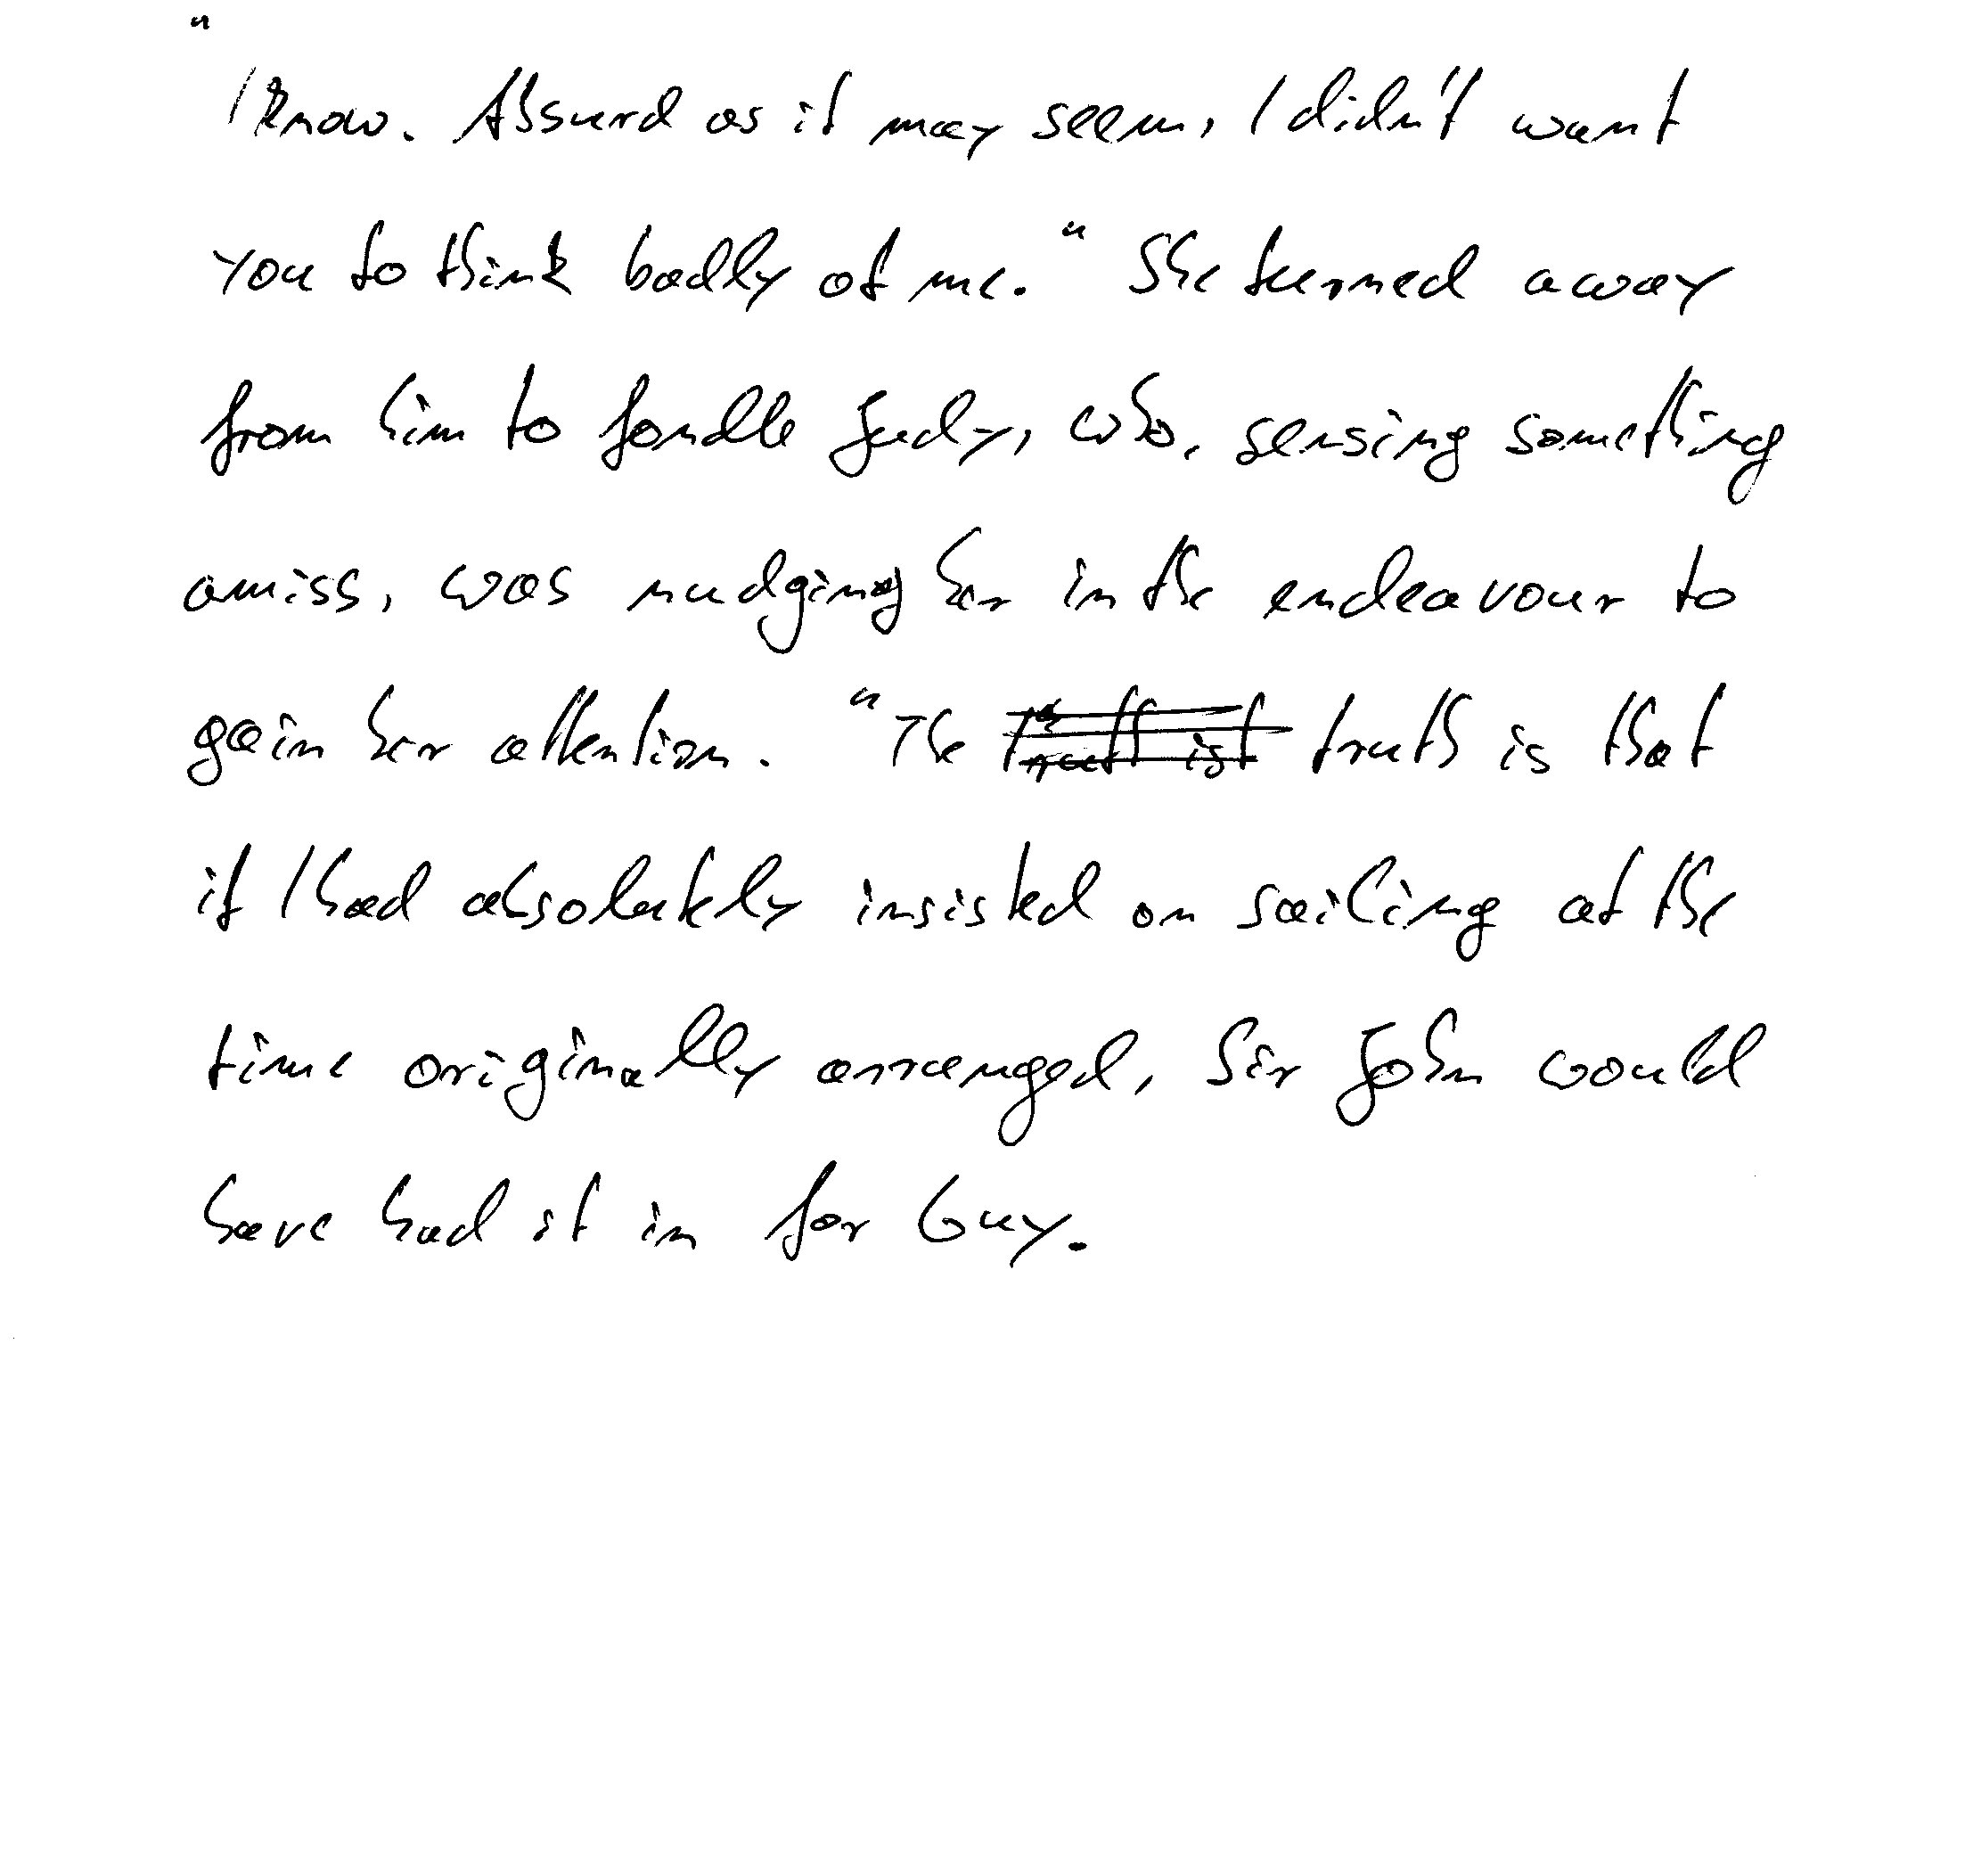 "
I know. Absurd as it may seem, I didn't want
you to think badly of me." She turned away
from him to fondle Judy, who, sensing something
amiss, was nudging her in the endeavour to
gain her attention. "The truth is that
if I had absolutely insisted on sailing at the
time originally arranged, Sir John would
have had it in for Guy.